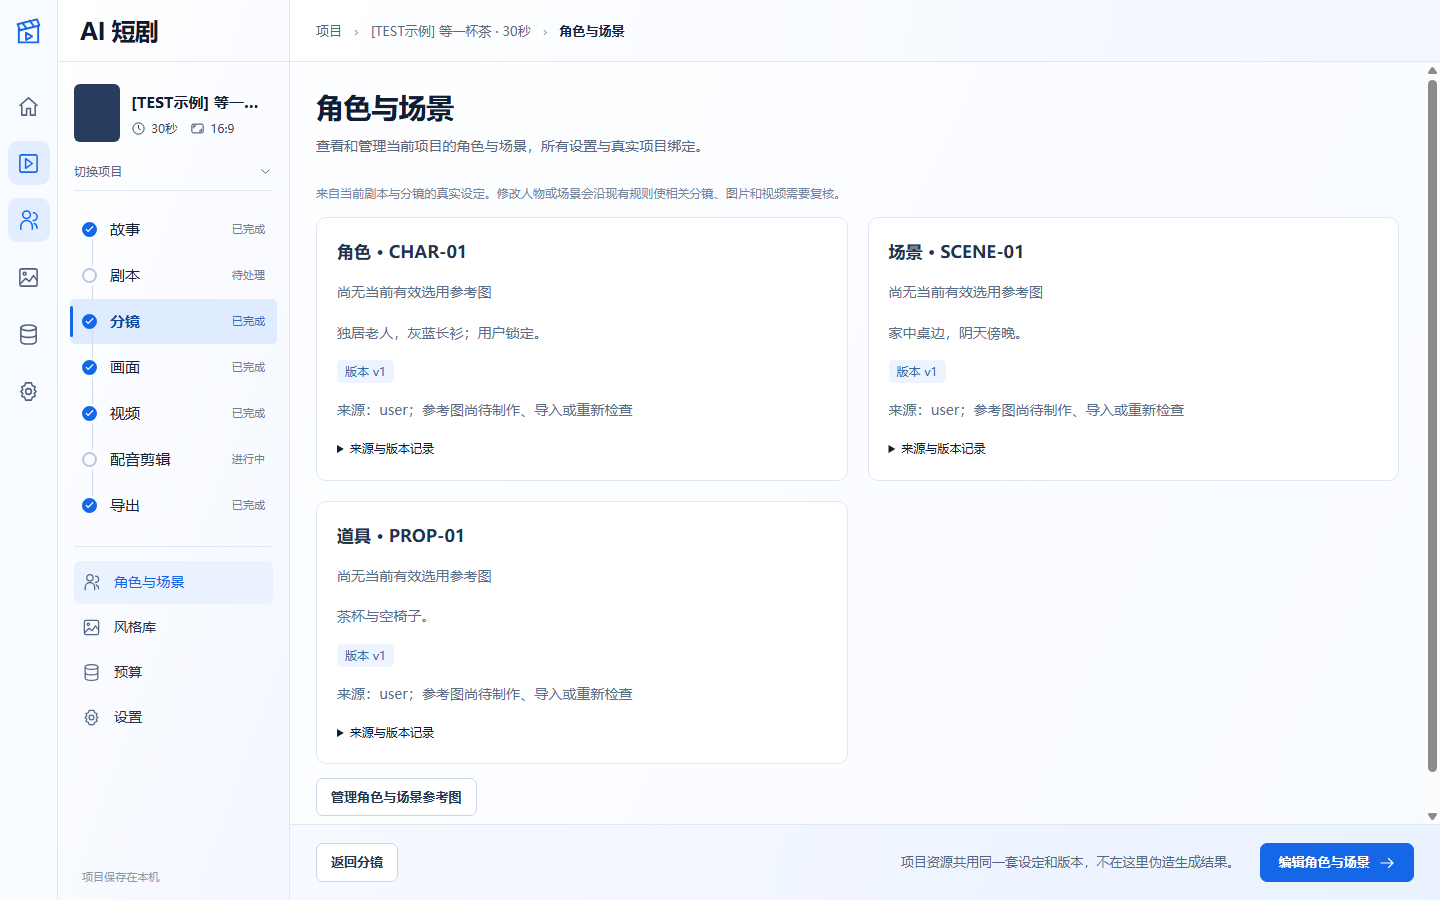 AI 短剧
[TEST示例] 等一...
30秒 16:9
切换项目
故事 已完成
剧本 待处理
分镜 已完成
画面 已完成
视频 已完成
配音剪辑 进行中
导出 已完成
角色与场景
风格库
预算
设置
项目保存在本机
项目 › [TEST示例] 等一杯茶 · 30秒 › 角色与场景
角色与场景
查看和管理当前项目的角色与场景，所有设置与真实项目绑定。
来自当前剧本与分镜的真实设定。修改人物或场景会沿现有规则使相关分镜、图片和视频需要复核。
角色 • CHAR-01
尚无当前有效选用参考图
独居老人，灰蓝长衫；用户锁定。
版本 v1
来源：user；参考图尚待制作、导入或重新检查
▶ 来源与版本记录
场景 • SCENE-01
尚无当前有效选用参考图
家中桌边，阴天傍晚。
版本 v1
来源：user；参考图尚待制作、导入或重新检查
▶ 来源与版本记录
道具 • PROP-01
尚无当前有效选用参考图
茶杯与空椅子。
版本 v1
来源：user；参考图尚待制作、导入或重新检查
▶ 来源与版本记录
管理角色与场景参考图
返回分镜
项目资源共用同一套设定和版本，不在这里伪造生成结果。
编辑角色与场景 →